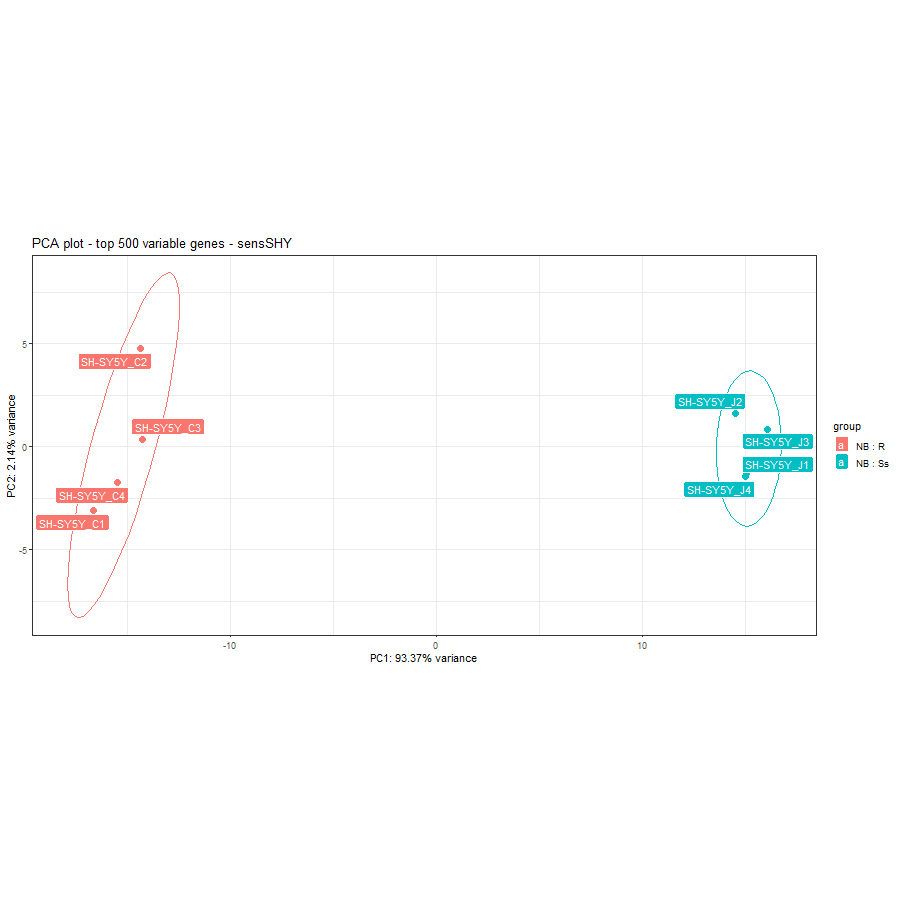 PCA plot - top 500 variable genes - sensSHY
PC2: 2.14% variance
5
0
-5
SH-SY5Y_C2
SH-SY5Y_C3
SH-SY5Y_C4
SH-SY5Y_C1
SH-SY5Y_J2
SH-SY5Y_J3
SH-SY5Y_J1
SH-SY5Y_J4
-10
0
10
PC1: 93.37% variance
group
a NB : R
a NB : Ss